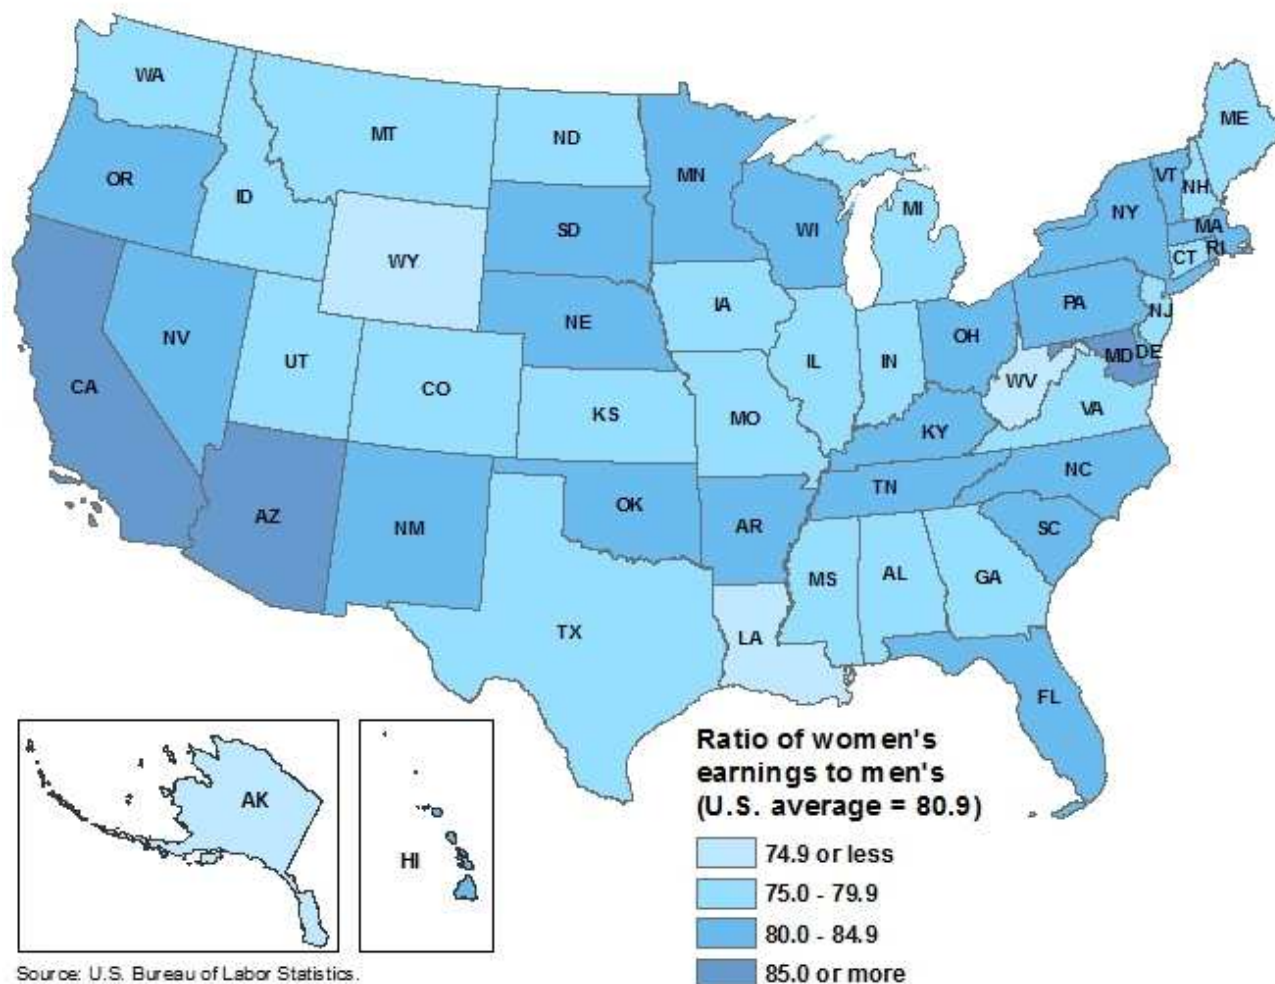 WA
MT
ND
ME
OR
ID
MN
VT
NH
SD
WI
MI
NY
MA
RI
WY
CT
IA
NE
PA
NJ
NV
OH
UT
IL
IN
MD
DE
CA
CO
WV
KS
MO
VA
KY
NC
TN
AZ
OK
NM
AR
SC
MS
AL
GA
TX
LA
FL
AK
HI
Ratio of women's
earnings to men's
(U.S. average = 80.9)
74.9 or less
75.0 - 79.9
80.0 - 84.9
85.0 or more
Source: U.S. Bureau of Labor Statistics.